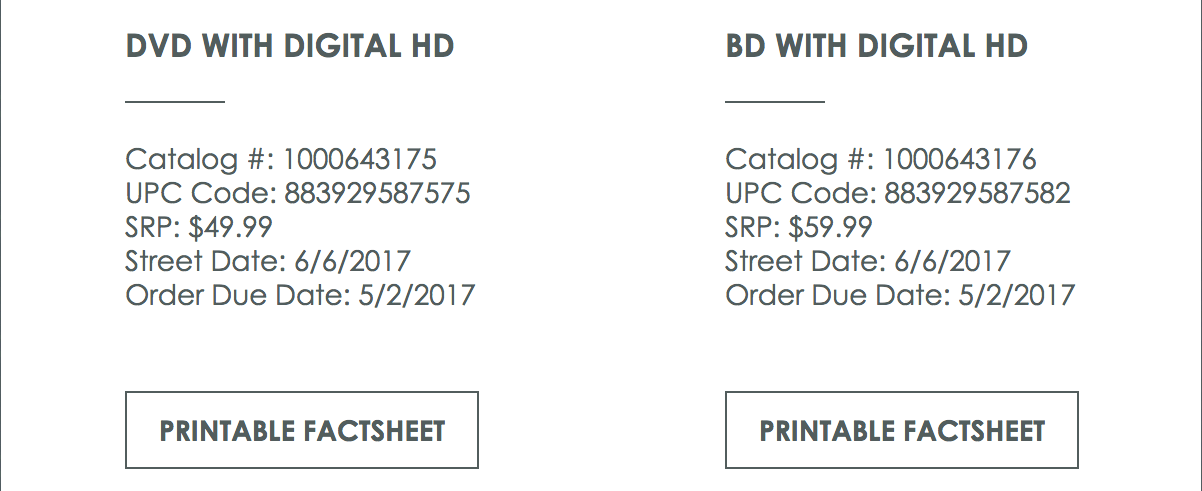 DVD WITH DIGITAL HD
Catalog #: 1000643175
UPC Code: 883929587575
SRP: $49.99
Street Date: 6/6/2017
Order Due Date: 5/2/2017
PRINTABLE FACTSHEET
BD WITH DIGITAL HD
Catalog #: 1000643176
UPC Code: 883929587582
SRP: $59.99
Street Date: 6/6/2017
Order Due Date: 5/2/2017
PRINTABLE FACTSHEET